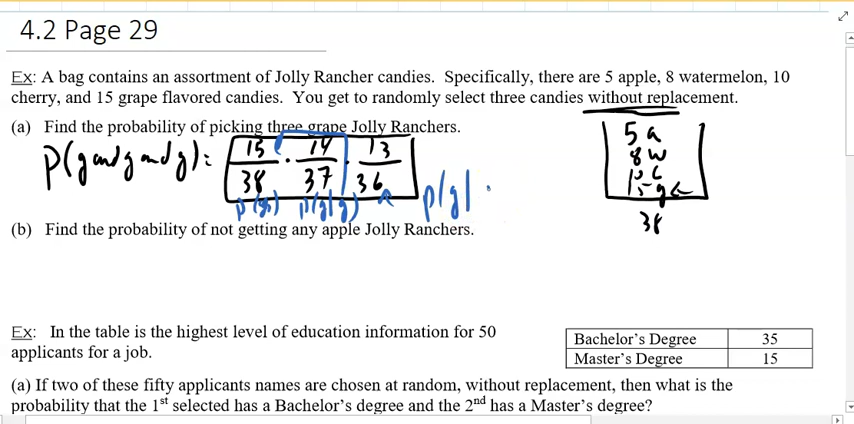 4.2 Page 29
Ex: A bag contains an assortment of Jolly Rancher candies. Specifically, there are 5 apple, 8 watermelon, 10
cherry, and 15 grape flavored candies. You get to randomly select three candies without replacement.
(a) Find the probability of picking three grape Jolly Ranchers.
P(g and g and g) = 15/38 · 14/37 · 13/36
P(g) P(g|g) P(g|
5a
8w
10c
15g
38
(b) Find the probability of not getting any apple Jolly Ranchers.
Ex: In the table is the highest level of education information for 50
applicants for a job.
Bachelor's Degree 35
Master's Degree 15
(a) If two of these fifty applicants names are chosen at random, without replacement, then what is the
probability that the 1st selected has a Bachelor's degree and the 2nd has a Master's degree?